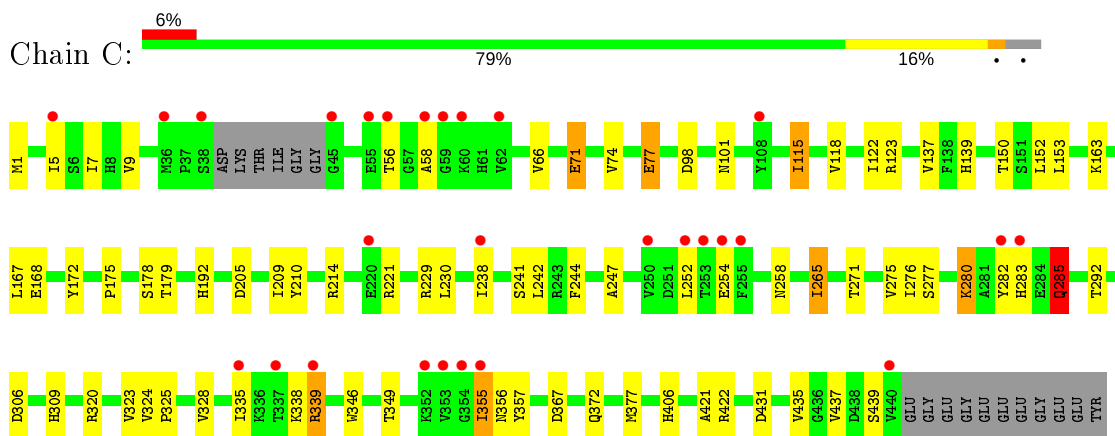 6%
Chain C:
79% 16% • •
M1 I5 S6 I7 H8 V9 M36 P37 S38 ASP LYS THR ILE GLY GLY G45 E55 T56 G57 A58 G59 K60 H61 V62 V66 E71 V74 E77 D98 N101 Y108 I115 V118 I122 R123 V137 F138 H139 T150 S151 L152 L153 K163
L167 E168 Y172 P175 S178 T179 H192 D205 I209 Y210 R214 E220 R221 R229 L230 I238 S241 L242 R243 F244 A247 V250 D251 L252 T253 E254 F255 N258 I265 T271 V275 I276 S277 K280 A281 Y282 H283 E284 Q285 T292
D306 H309 R320 V323 V324 P325 V328 I335 K336 T337 K338 R339 W346 T349 K352 V353 G354 I355 N356 Y357 D367 Q372 M377 H406 A421 R422 D431 V435 G436 V437 D438 S439 V440 GLU GLY GLU GLY GLU GLU GLU GLY GLU GLU TYR